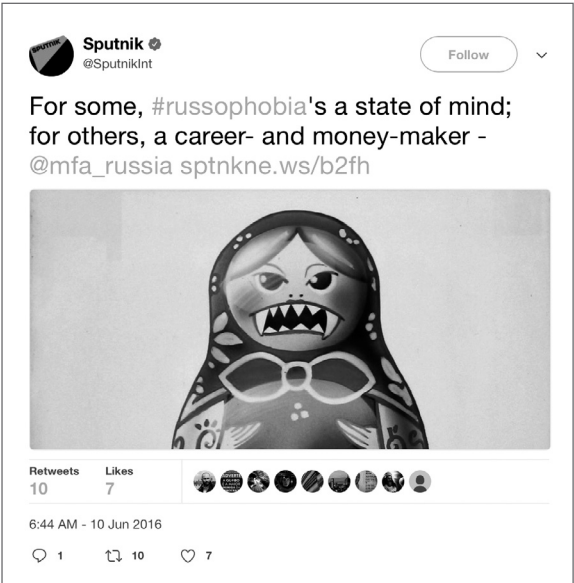 SPUTNIK
Sputnik
@SputnikInt
Follow
For some, #russophobia's a state of mind;
for others, a career- and money-maker -
@mfa_russia sptnkne.ws/b2fh
Retweets
Likes
10
7
6:44 AM - 10 Jun 2016
1
10
7